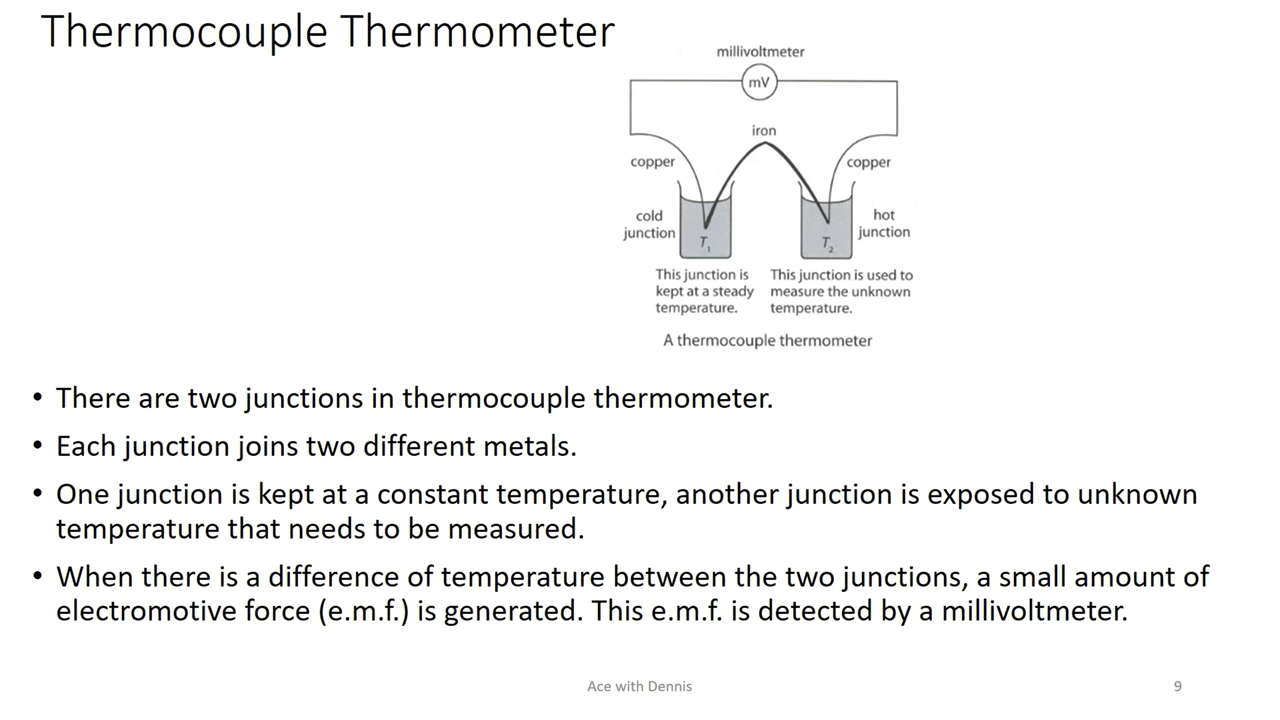 Thermocouple Thermometer
millivoltmeter
mV
iron
copper
copper
cold
junction
hot
junction
T1
T2
This junction is
kept at a steady
temperature.
This junction is used to
measure the unknown
temperature.
A thermocouple thermometer
• There are two junctions in thermocouple thermometer.
• Each junction joins two different metals.
• One junction is kept at a constant temperature, another junction is exposed to unknown
temperature that needs to be measured.
• When there is a difference of temperature between the two junctions, a small amount of
electromotive force (e.m.f.) is generated. This e.m.f. is detected by a millivoltmeter.
Ace with Dennis
9